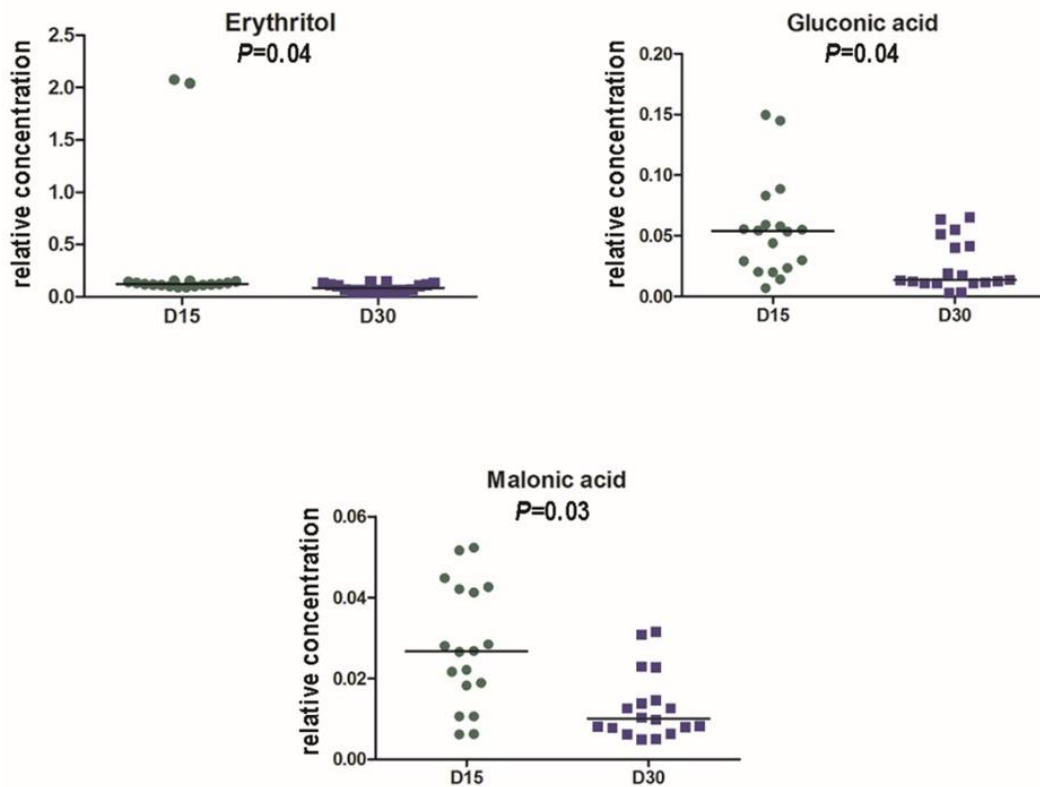 Erythritol
P=0.04
relative concentration
2.5
2.0
1.5
1.0
0.5
0.0
D15 D30
Gluconic acid
P=0.04
relative concentration
0.20
0.15
0.10
0.05
0.00
D15 D30
Malonic acid
P=0.03
relative concentration
0.06
0.04
0.02
0.00
D15 D30